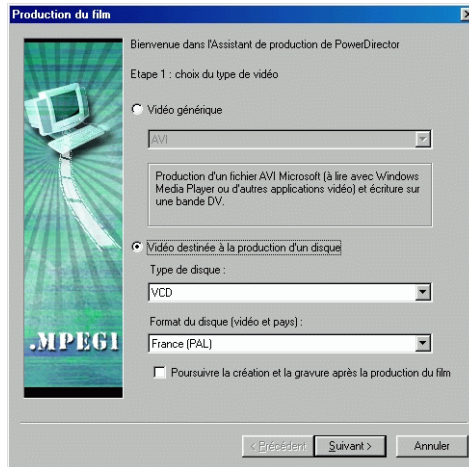 Production du film
Bienvenue dans l'Assistant de production de PowerDirector
Etape 1 : choix du type de vidéo
Vidéo générique
AVI
Production d'un fichier AVI Microsoft (à lire avec Windows
Media Player ou d'autres applications vidéo) et écriture sur
une bande DV.
Vidéo destinée à la production d'un disque
Type de disque :
VCD
Format du disque (vidéo et pays) :
.MPEG1
France (PAL)
Poursuivre la création et la gravure après la production du film
< Précédent
Suivant >
Annuler